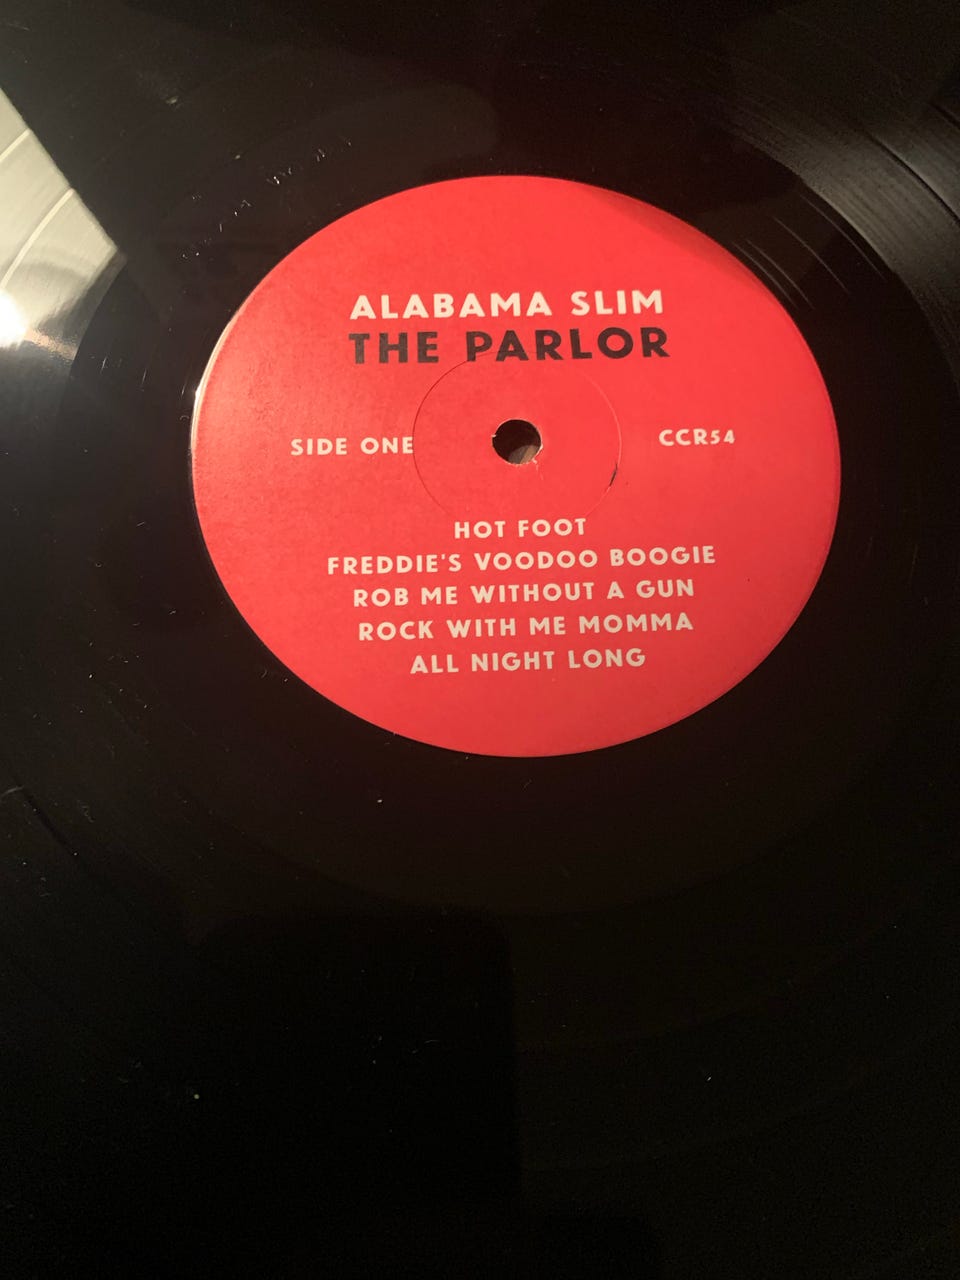 ALABAMA SLIM
THE PARLOR
SIDE ONE
CCR54
HOT FOOT
FREDDIE'S VOODOO BOOGIE
ROB ME WITHOUT A GUN
ROCK WITH ME MOMMA
ALL NIGHT LONG